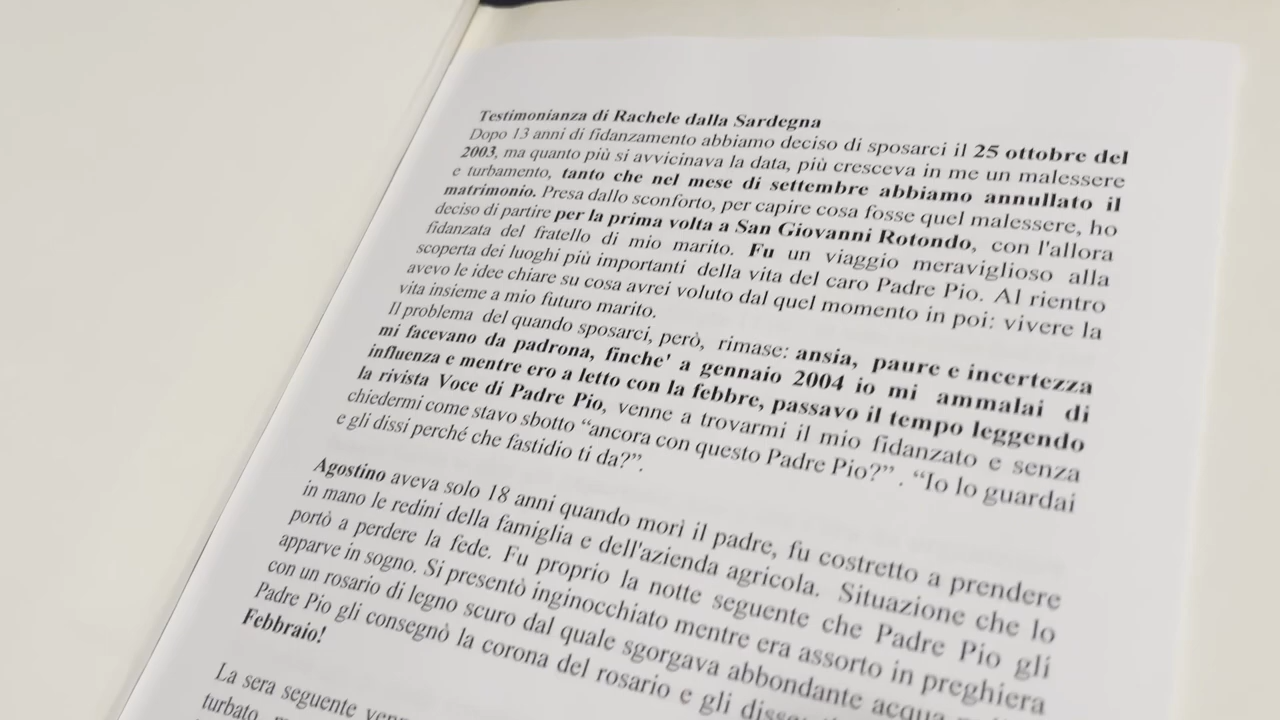 Testimonianza di Rachele dalla Sardegna
Dopo 13 anni di fidanzamento abbiamo deciso di sposarci il 25 ottobre del
2003, ma quanto più si avvicinava la data, più cresceva in me un malessere
e turbamento, tanto che nel mese di settembre abbiamo annullato il
matrimonio. Presa dallo sconforto, per capire cosa fosse quel malessere, ho
deciso di partire per la prima volta a San Giovanni Rotondo, con l'allora
fidanzata del fratello di mio marito. Fu un viaggio meraviglioso alla
scoperta dei luoghi più importanti della vita del caro Padre Pio. Al rientro
avevo le idee chiare su cosa avrei voluto dal quel momento in poi: vivere la
vita insieme a mio futuro marito.
Il problema del quando sposarci, però, rimase: ansia, paure e incertezza
mi facevano da padrona, finche' a gennaio 2004 io mi ammalai di
influenza e mentre ero a letto con la febbre, passavo il tempo leggendo
la rivista Voce di Padre Pio, venne a trovarmi il mio fidanzato e senza
chiedermi come stavo sbotto “ancora con questo Padre Pio?” . “Io lo guardai
e gli dissi perché che fastidio ti da?”.
Agostino aveva solo 18 anni quando morì il padre, fu costretto a prendere
in mano le redini della famiglia e dell'azienda agricola. Situazione che lo
portò a perdere la fede. Fu proprio la notte seguente che Padre Pio gli
apparve in sogno. Si presentò inginocchiato mentre era assorto in preghiera
con un rosario di legno scuro dal quale sgorgava abbondante acqua
Padre Pio gli consegnò la corona del rosario e gli
Febbraio!
La sera seguente
turbato